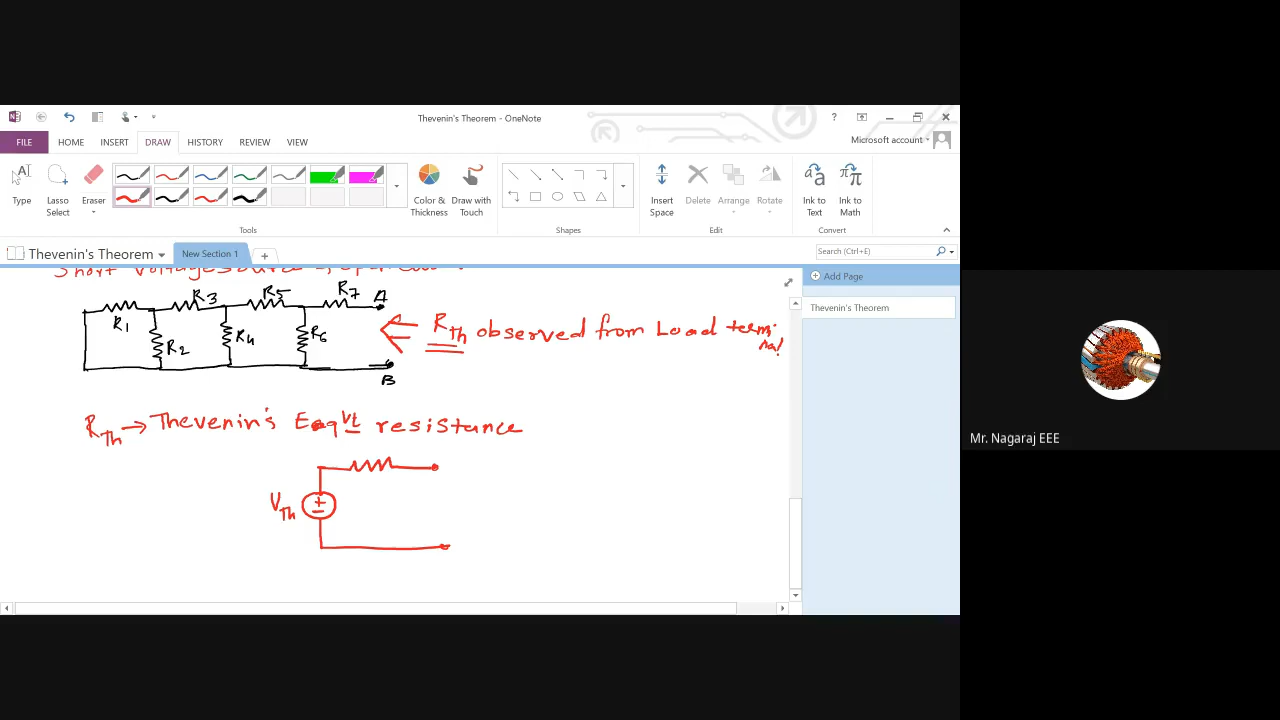 Thevenin's Theorem - OneNote
?
FILE HOME INSERT DRAW HISTORY REVIEW VIEW
Microsoft account
Type Lasso Select Eraser Color & Thickness Draw with Touch Insert Space Delete Arrange Rotate Ink to Text Ink to Math
Tools Shapes Edit Convert
Thevenin's Theorem New Section 1 Search (Ctrl+E)
Add Page
Thevenin's Theorem
Short Voltage source
R1 R3 R5 R7 A
R2 R4 R6
B
RTh observed from Load terminal
RTh → Thevenin's Eqvt resistance
VTh
+
Mr. Nagaraj EEE